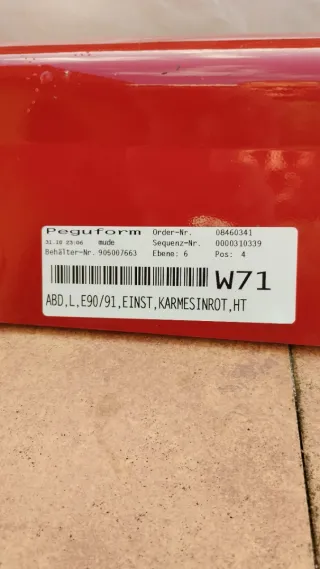 Peguform Order-Nr. 08460341
31.10 23:06 mude Sequenz-Nr. 0000310339
Behälter-Nr. 905007663 Ebene: 6 Pos: 4
W71
ABD,L,E90/91,EINST,KARMESINROT,HT